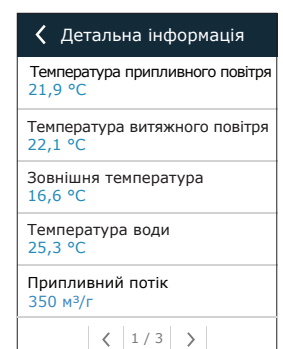 Детальна інформація
Температура припливного повітря
21,9 °C
Температура витяжного повітря
22,1 °C
Зовнішня температура
16,6 °C
Температура води
25,3 °C
Припливний потік
350 м³/г
1 / 3